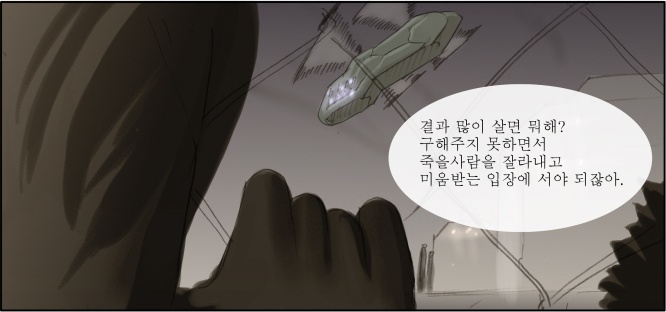 결과 많이 살면 뭐해?
구해주지 못하면서
죽을사람을 잘라내고
미움받는 입장에 서야 되잖아.